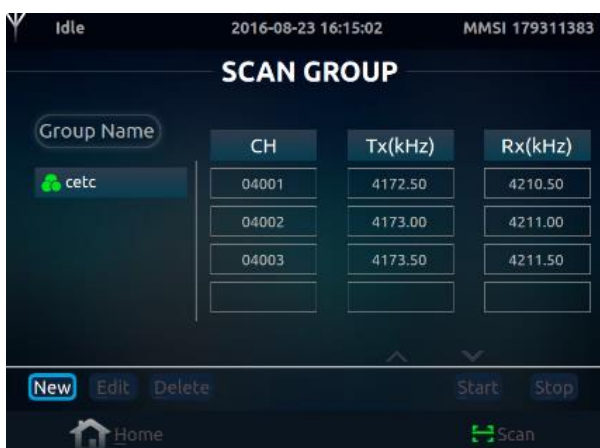 Idle 2016-08-23 16:15:02 MMSI 179311383
SCAN GROUP
Group Name
CH Tx(kHz) Rx(kHz)
cetc 04001 4172.50 4210.50
04002 4173.00 4211.00
04003 4173.50 4211.50
New Edit Delete Start Stop
Home Scan